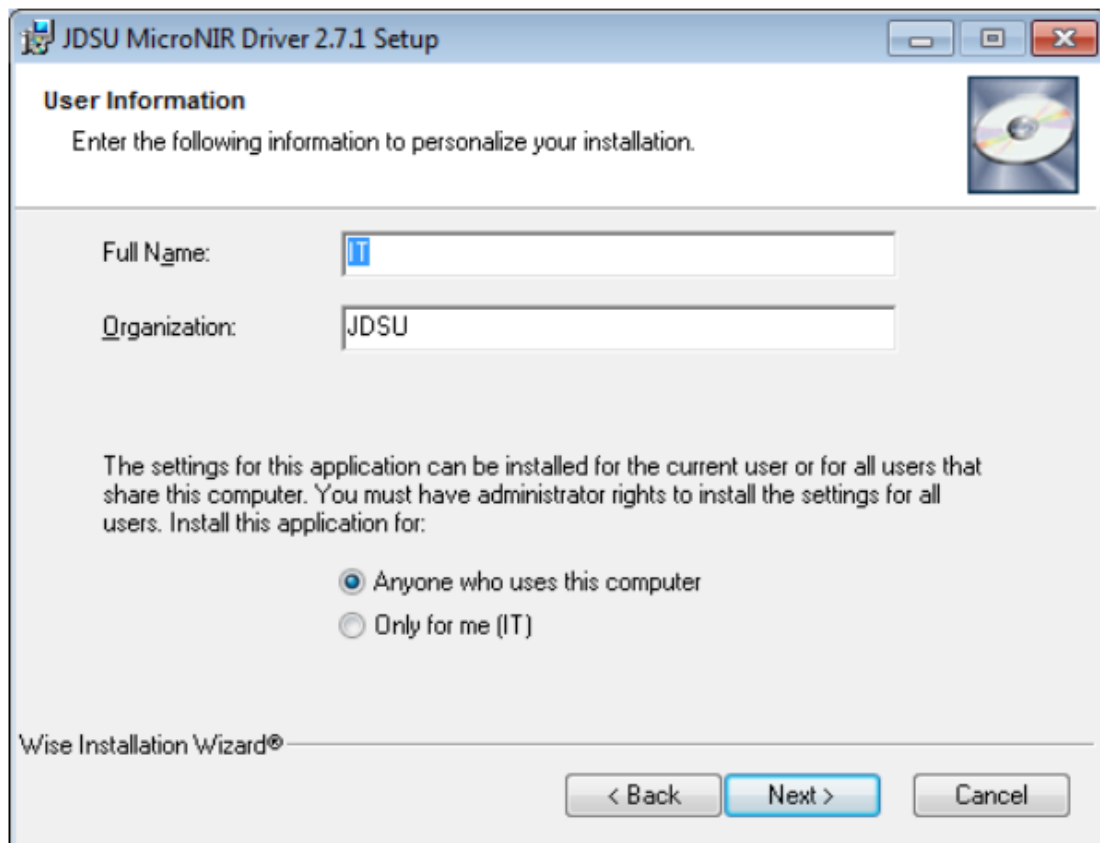 JDSU MicroNIR Driver 2.7.1 Setup
User Information
Enter the following information to personalize your installation.
Full Name:
IT
Organization:
JDSU
The settings for this application can be installed for the current user or for all users that
share this computer. You must have administrator rights to install the settings for all
users. Install this application for:
Anyone who uses this computer
Only for me (IT)
Wise Installation Wizard®
< Back
Next >
Cancel